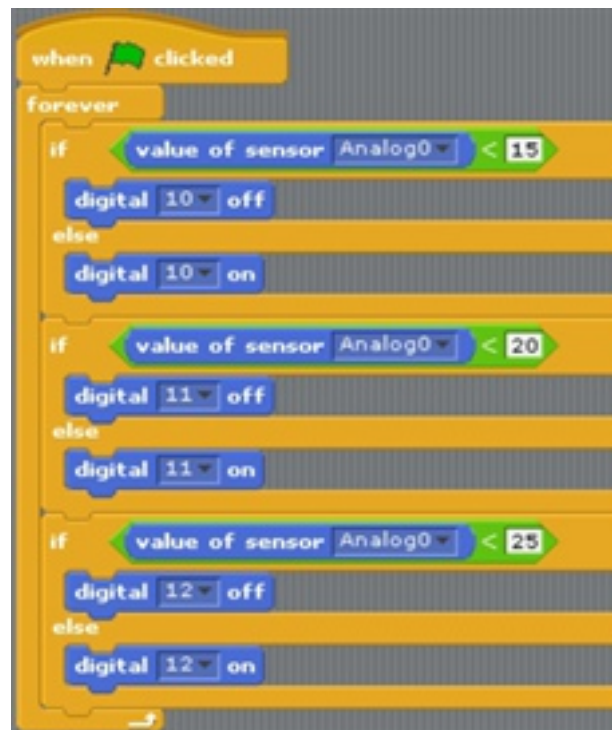 when clicked
forever
if value of sensor Analog0 < 15
digital 10 off
else
digital 10 on
if value of sensor Analog0 < 20
digital 11 off
else
digital 11 on
if value of sensor Analog0 < 25
digital 12 off
else
digital 12 on